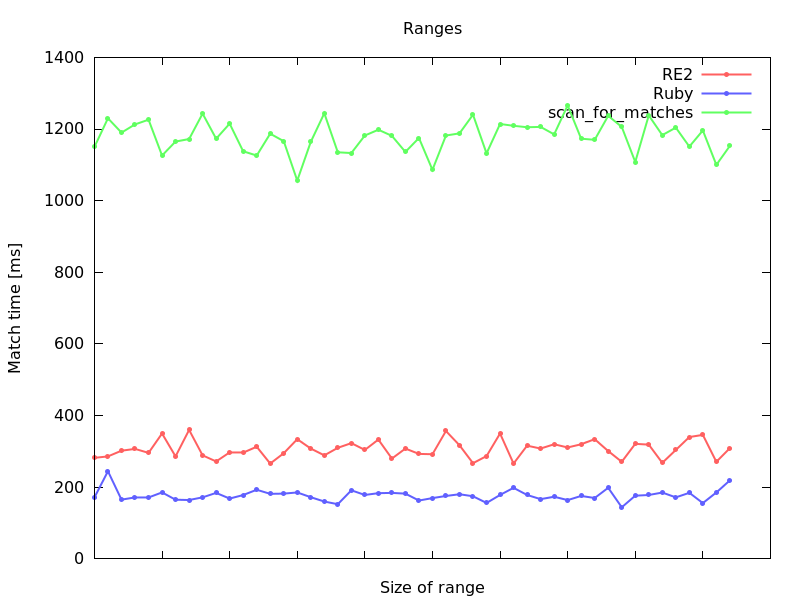 Ranges
1400
1200
1000
800
600
400
200
0
Match time [ms]
RE2
Ruby
scan_for_matches
Size of range